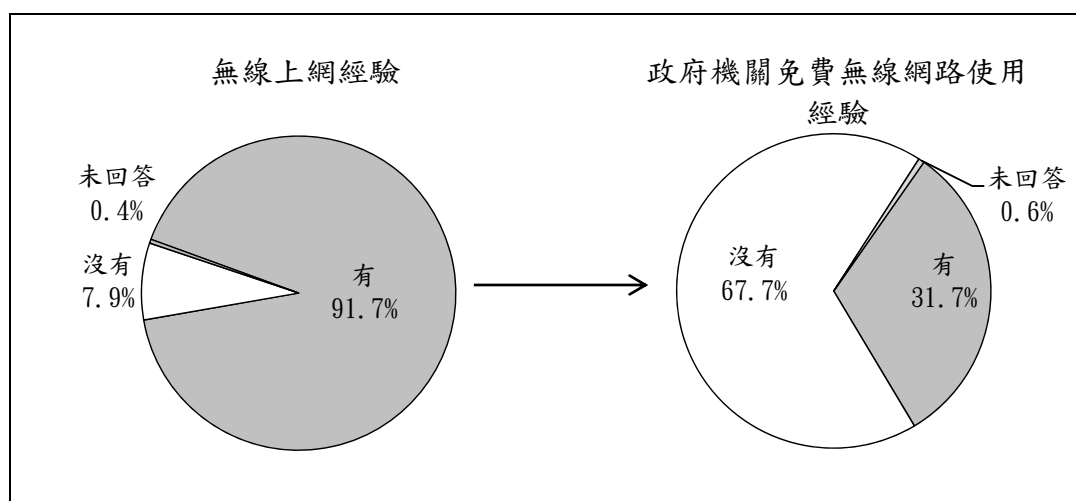 無線上網經驗
未回答
0.4%
沒有
7.9%
有
91.7%
政府機關免費無線網路使用
經驗
未回答
0.6%
沒有
67.7%
有
31.7%